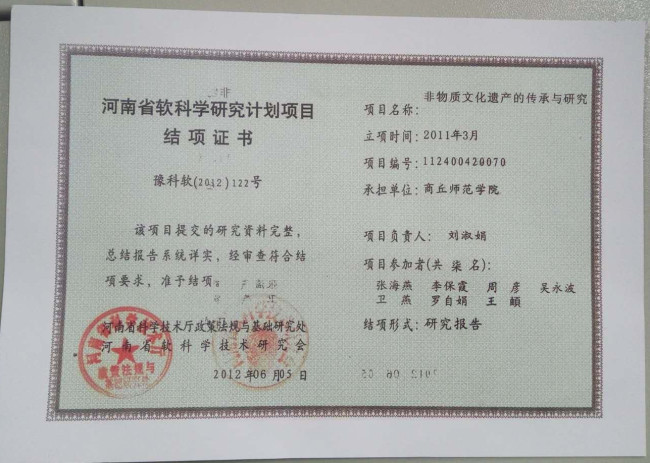 河南省软科学研究计划项目
结项证书
豫科软(2012)122号
该项目提交的研究资料完整，
总结报告系统详实，经审查符合结
项要求，准予结项。
河南省科学技术厅政策法规与基础研究处
河南省软科学技术研究会
2012年06月05日
非物质文化遗产的传承与研究
项目名称：
立项时间：2011年3月
项目编号：112400420070
承担单位：商丘师范学院
项目负责人：刘淑娟
项目参加者(共 柒 名)：
张海燕 李保霞 周彦 吴永波
卫燕 罗自娟 王頔
结项形式：研究报告